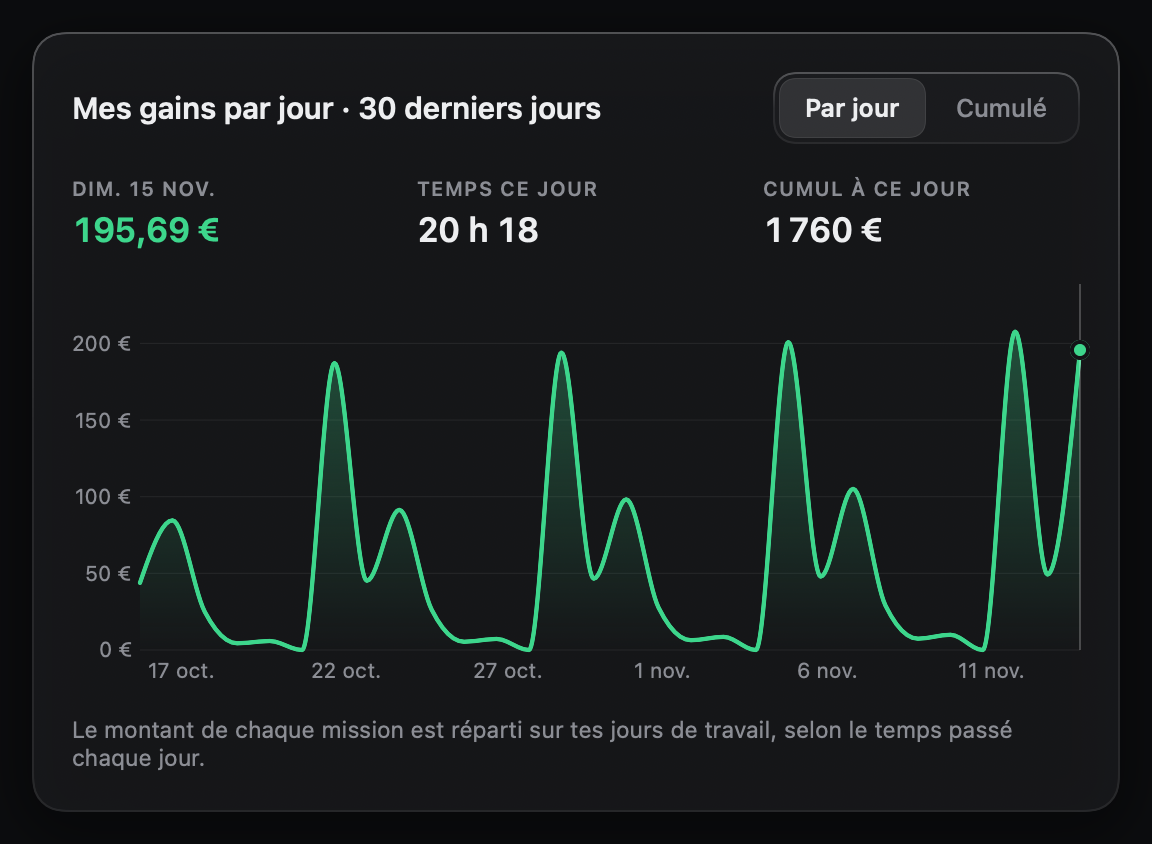 Mes gains par jour · 30 derniers jours
Par jour
Cumulé
DIM. 15 NOV.
195,69 €
TEMPS CE JOUR
20 h 18
CUMUL À CE JOUR
1 760 €
200 €
150 €
100 €
50 €
0 €
17 oct.
22 oct.
27 oct.
1 nov.
6 nov.
11 nov.
Le montant de chaque mission est réparti sur tes jours de travail, selon le temps passé
chaque jour.